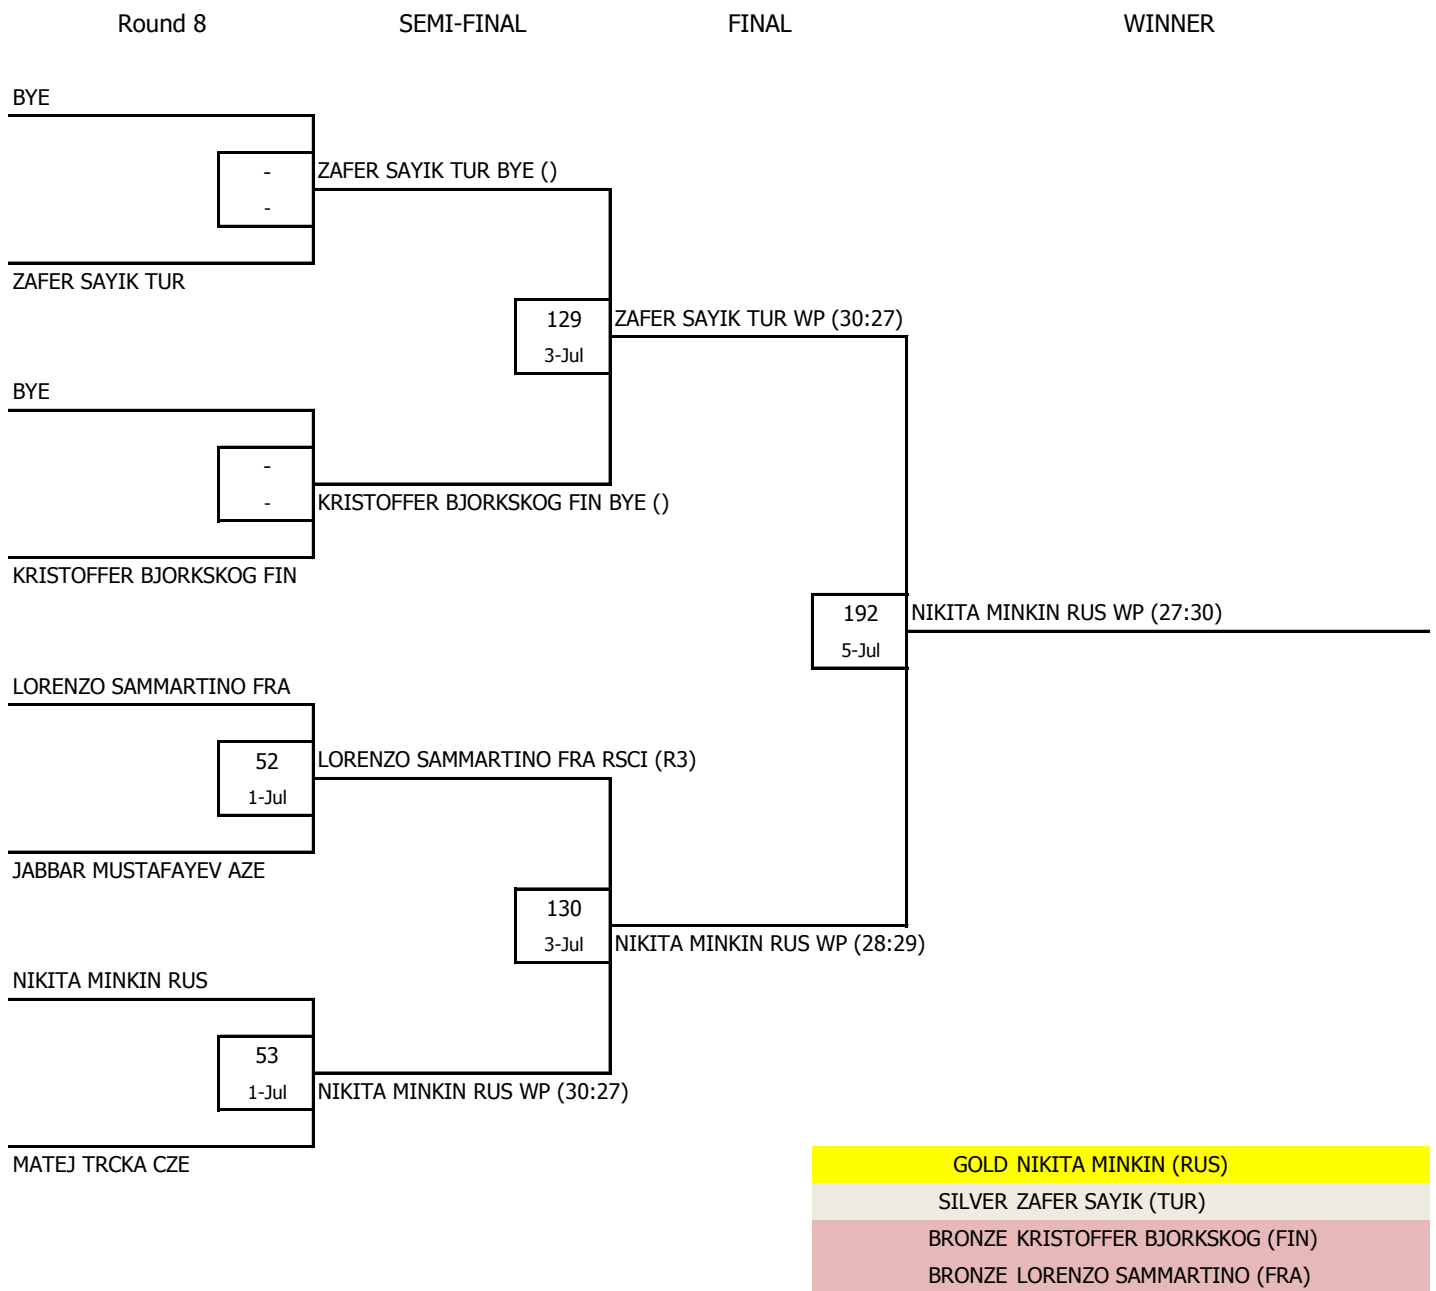 Round 8 SEMI-FINAL FINAL WINNER
BYE
-
-
ZAFER SAYIK TUR BYE ()
ZAFER SAYIK TUR
129
3-Jul
ZAFER SAYIK TUR WP (30:27)
BYE
-
-
KRISTOFFER BJORKSKOG FIN BYE ()
KRISTOFFER BJORKSKOG FIN
192
5-Jul
NIKITA MINKIN RUS WP (27:30)
LORENZO SAMMARTINO FRA
52
1-Jul
LORENZO SAMMARTINO FRA RSCI (R3)
JABBAR MUSTAFAYEV AZE
130
3-Jul
NIKITA MINKIN RUS WP (28:29)
NIKITA MINKIN RUS
53
1-Jul
NIKITA MINKIN RUS WP (30:27)
MATEJ TRCKA CZE
GOLD NIKITA MINKIN (RUS)
SILVER ZAFER SAYIK (TUR)
BRONZE KRISTOFFER BJORKSKOG (FIN)
BRONZE LORENZO SAMMARTINO (FRA)